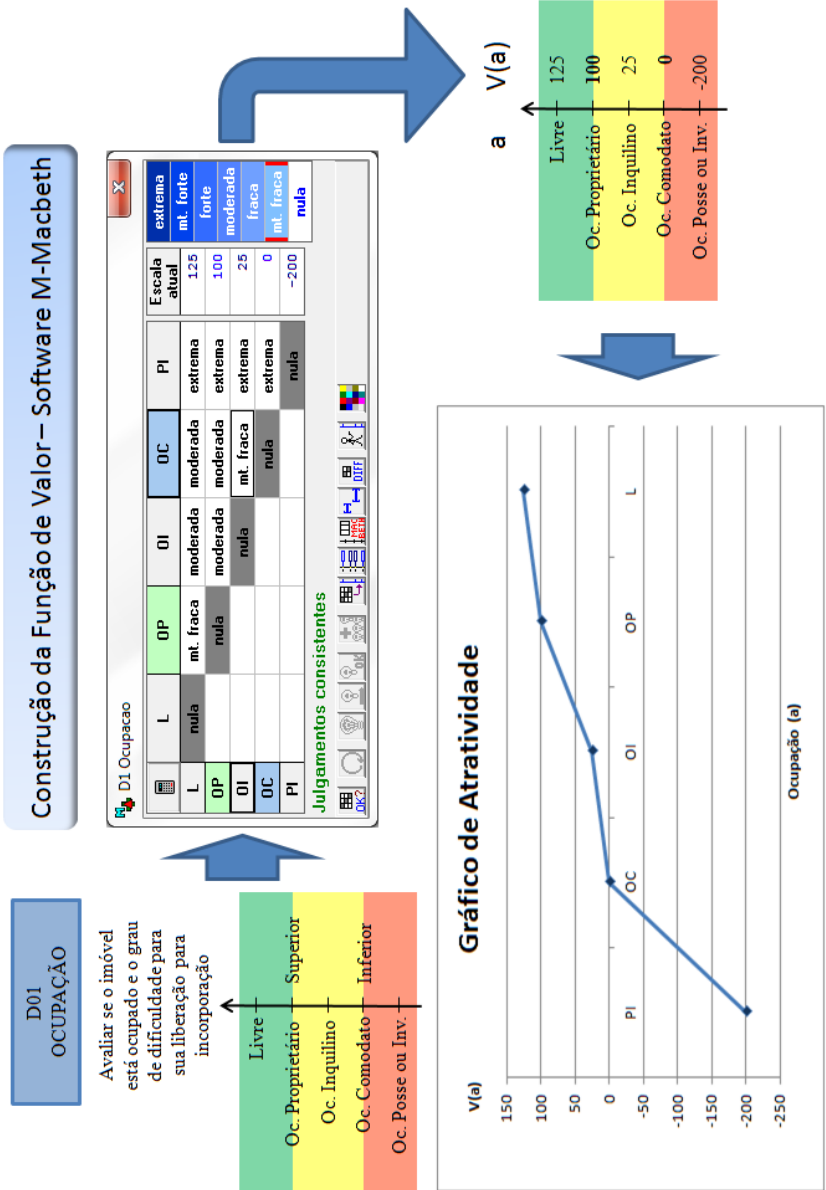 Construção da Função de Valor – Software M-Macbeth
D01
OCUPAÇÃO
Avaliar se o imóvel
está ocupado e o grau
de dificuldade para
sua liberação para
incorporação
Livre
Oc. Proprietário Superior
Oc. Inquilino
Oc. Comodato Inferior
Oc. Posse ou Inv.
D1 Ocupacao
L OP OI OC PI Escala atual
L nula mt. fraca moderada moderada extrema 125
OP nula moderada moderada extrema 100
OI nula mt. fraca extrema 25
OC nula extrema 0
PI nula -200
extrema
mt. forte
forte
moderada
fraca
mt. fraca
nula
Julgamentos consistentes
OK?
OK
MAC
BETH
DIFF
a V(a)
Livre 125
Oc. Proprietário 100
Oc. Inquilino 25
Oc. Comodato 0
Oc. Posse ou Inv. -200
Gráfico de Atratividade
V(a)
150
100
50
0
-50
-100
-150
-200
-250
PI OC OI OP L
Ocupação (a)